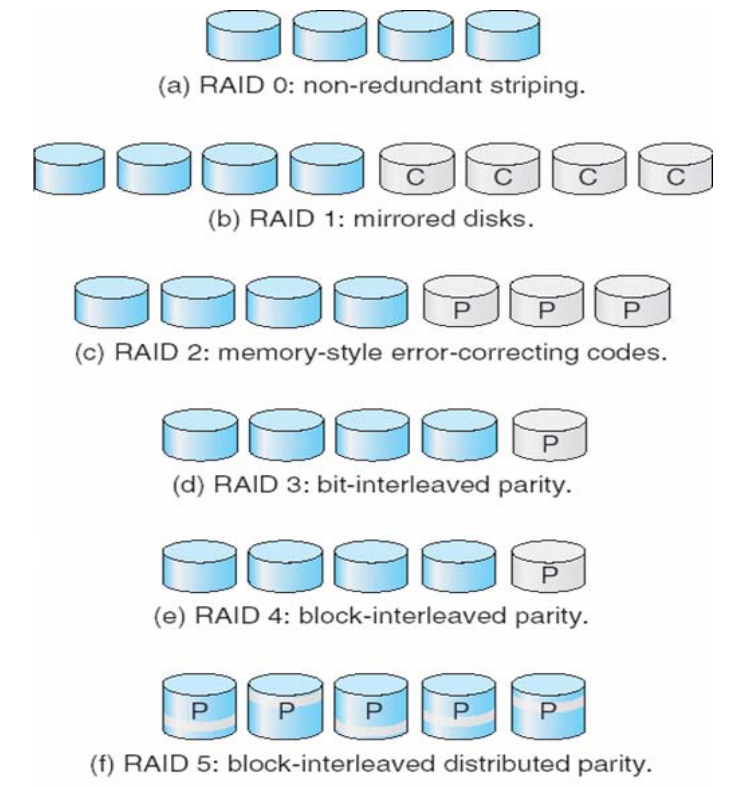 (a) RAID 0: non-redundant striping.
C C C C
(b) RAID 1: mirrored disks.
P P P
(c) RAID 2: memory-style error-correcting codes.
P
(d) RAID 3: bit-interleaved parity.
P
(e) RAID 4: block-interleaved parity.
P P P P P
(f) RAID 5: block-interleaved distributed parity.